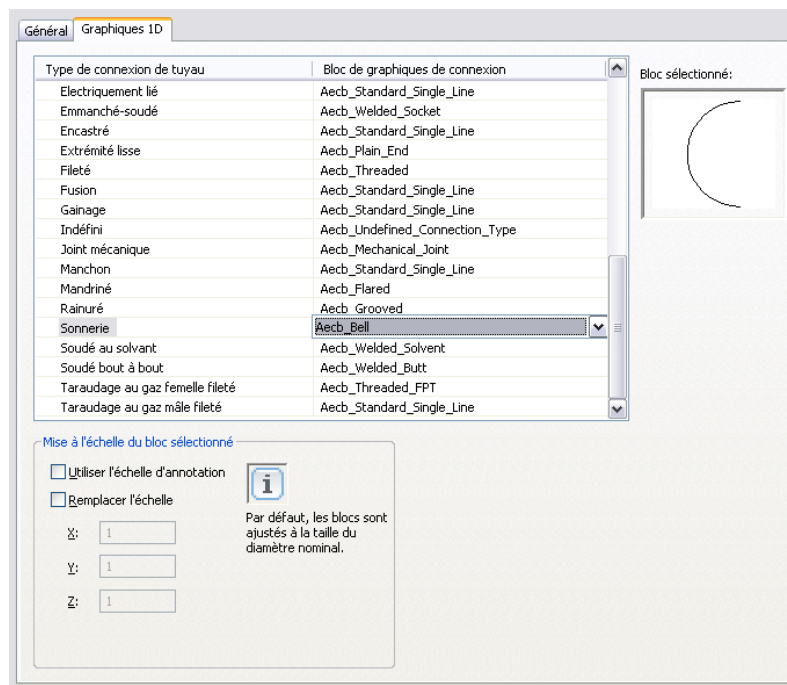 Général Graphiques 1D
Type de connexion de tuyau Bloc de graphiques de connexion
Bloc sélectionné:
Electriquement lié Aecb_Standard_Single_Line
Emmanché-soudé Aecb_Welded_Socket
Encastré Aecb_Standard_Single_Line
Extrémité lisse Aecb_Plain_End
Fileté Aecb_Threaded
Fusion Aecb_Standard_Single_Line
Gainage Aecb_Standard_Single_Line
Indéfini Aecb_Undefined_Connection_Type
Joint mécanique Aecb_Mechanical_Joint
Manchon Aecb_Standard_Single_Line
Mandriné Aecb_Flared
Rainuré Aecb_Grooved
Sonnerie Aecb_Bell
Soudé au solvant Aecb_Welded_Solvent
Soudé bout à bout Aecb_Welded_Butt
Taraudage au gaz femelle fileté Aecb_Threaded_FPT
Taraudage au gaz mâle fileté Aecb_Standard_Single_Line
Mise à l'échelle du bloc sélectionné
Utiliser l'échelle d'annotation
Remplacer l'échelle
i
Par défaut, les blocs sont
ajustés à la taille du
diamètre nominal.
X: 1
Y: 1
Z: 1